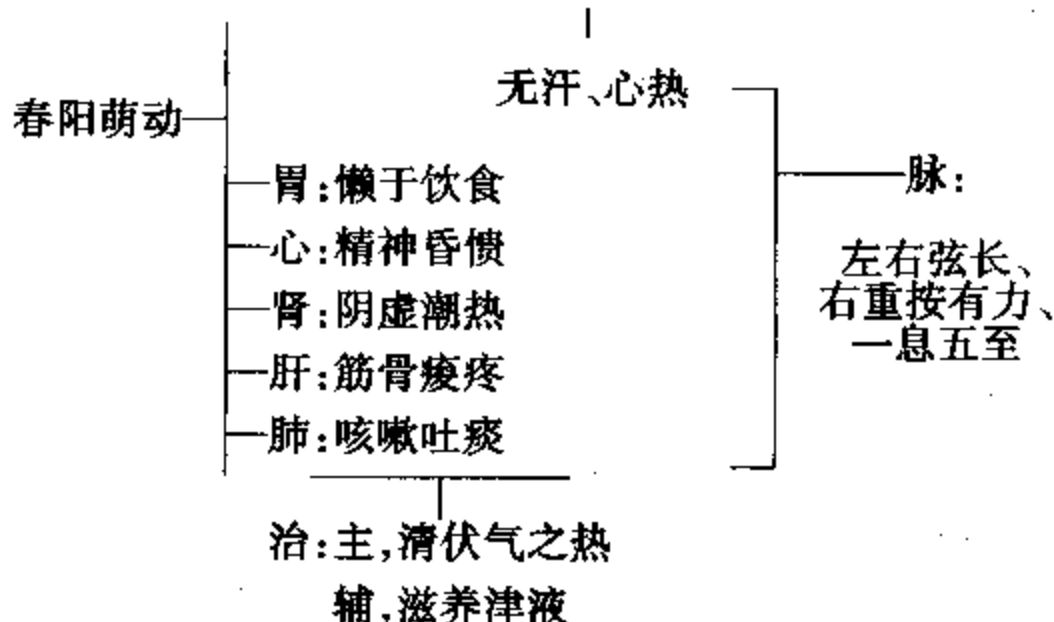 无汗、心热
春阳萌动
胃:懒于饮食
心:精神昏愦
肾:阴虚潮热
肝:筋骨痠疼
肺:咳嗽吐痰
脉:
左右弦长、
右重按有力、
一息五至
治:主,清伏气之热
辅,滋养津液